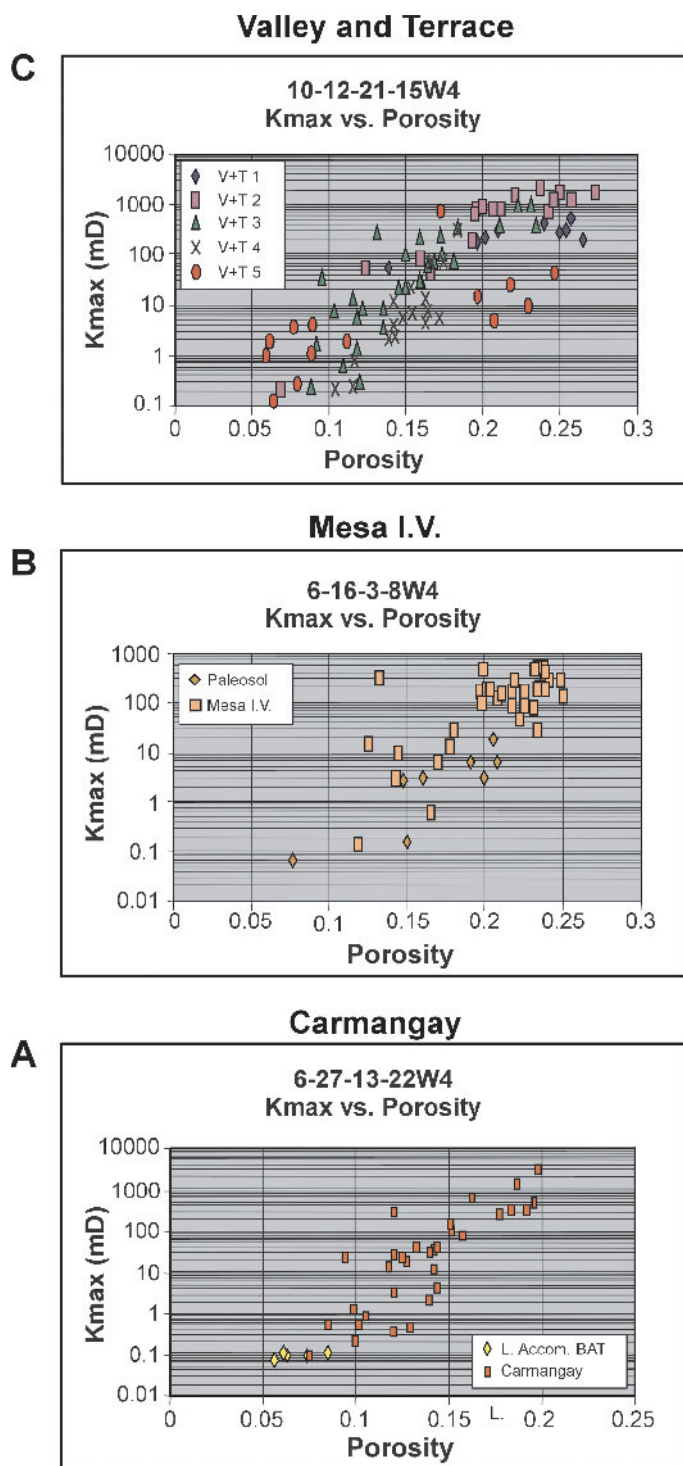 Valley and Terrace
C
10-12-21-15W4
Kmax vs. Porosity
10000
1000
100
10
1
0.1
Kmax (mD)
V+T 1
V+T 2
V+T 3
V+T 4
V+T 5
0 0.05 0.1 0.15 0.2 0.25 0.3
Porosity
Mesa I.V.
B
6-16-3-8W4
Kmax vs. Porosity
1000
100
10
1
0.1
0.01
Kmax (mD)
Paleosol
Mesa I.V.
0 0.05 0.1 0.15 0.2 0.25 0.3
Porosity
Carmangay
A
6-27-13-22W4
Kmax vs. Porosity
10000
1000
100
10
1
0.1
0.01
Kmax (mD)
L. Accom. BAT
Carmangay
0 0.05 0.1 0.15 L. 0.2 0.25
Porosity